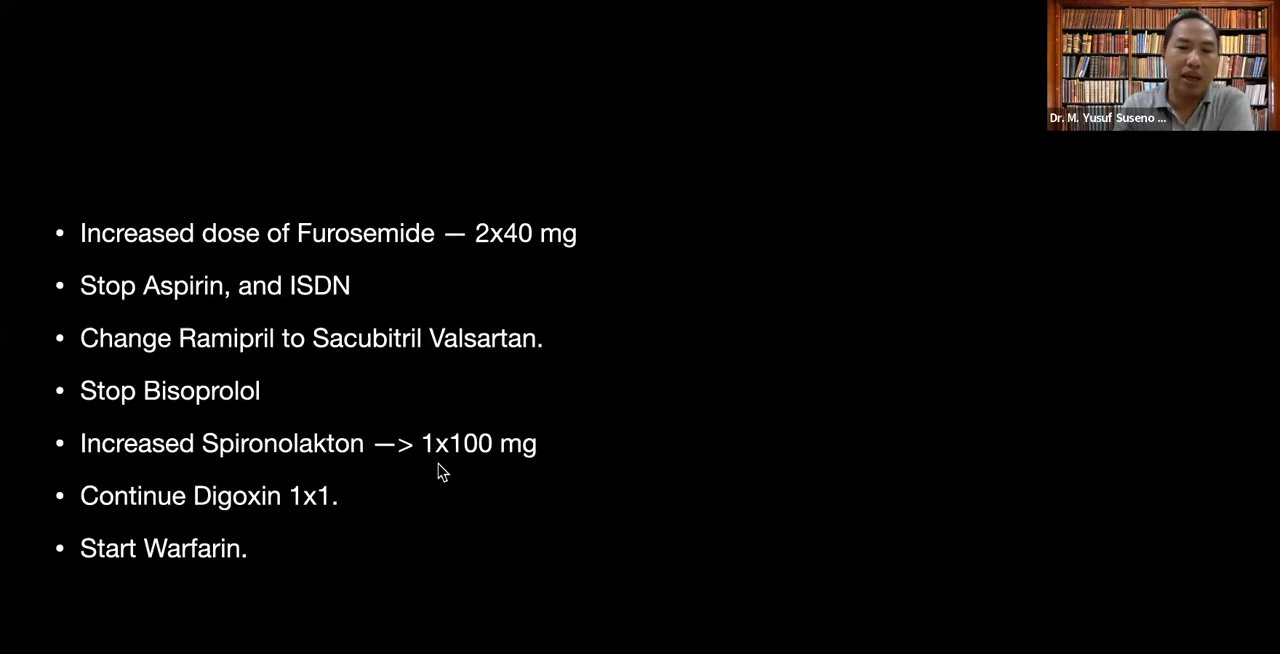 Dr. M. Yusuf Suseno ...
• Increased dose of Furosemide — 2x40 mg
• Stop Aspirin, and ISDN
• Change Ramipril to Sacubitril Valsartan.
• Stop Bisoprolol
• Increased Spironolakton —> 1x100 mg
• Continue Digoxin 1x1.
• Start Warfarin.